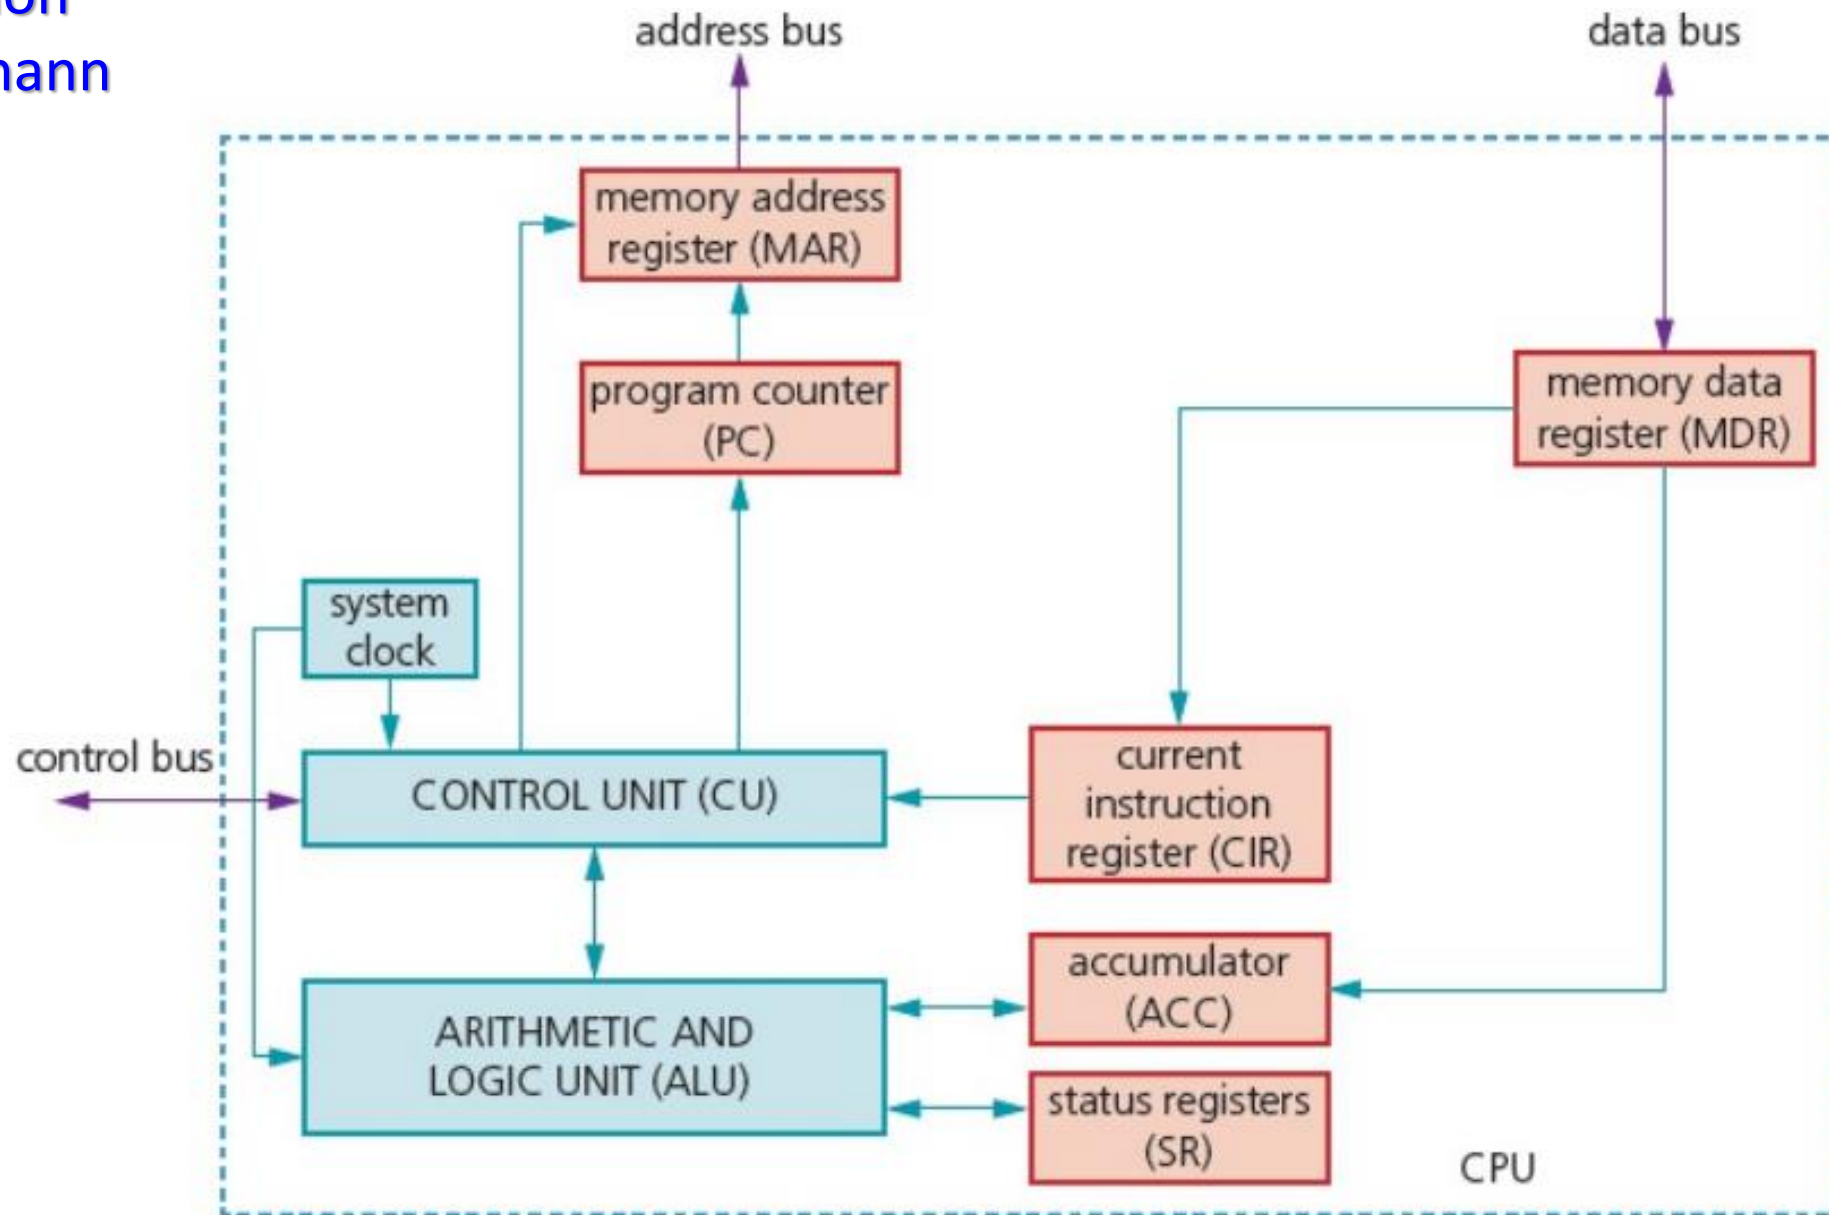 mann
address bus
data bus
memory address
register (MAR)
program counter
(PC)
memory data
register (MDR)
system
clock
control bus
CONTROL UNIT (CU)
current
instruction
register (CIR)
accumulator
(ACC)
ARITHMETIC AND
LOGIC UNIT (ALU)
status registers
(SR)
CPU